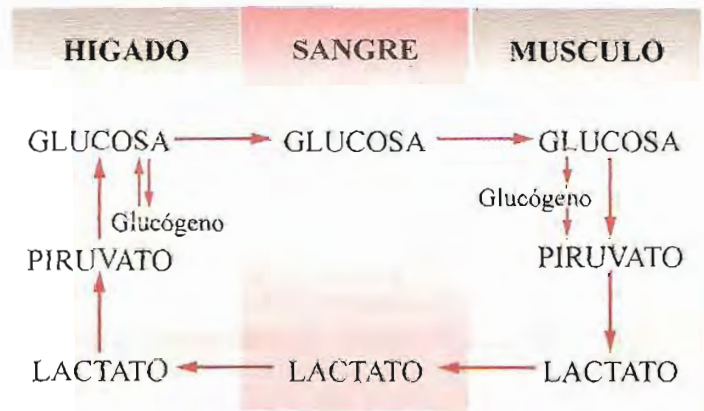 HIGADO SANGRE MUSCULO
GLUCOSA GLUCOSA GLUCOSA
Glucógeno
Glucógeno
PIRUVATO PIRUVATO
LACTATO LACTATO LACTATO